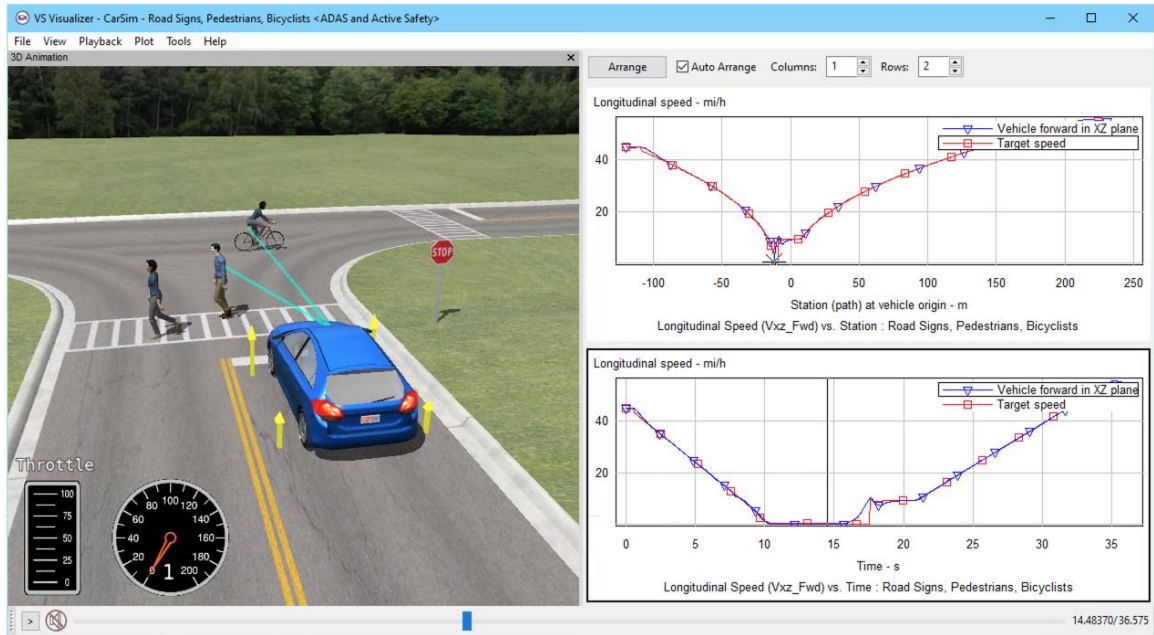 VS Visualizer - CarSim - Road Signs, Pedestrians, Bicyclists <ADAS and Active Safety>
File View Playback Plot Tools Help
3D Animation
STOP
Throttle
100
75
50
25
0
0 20 40 60 80 100 120 140 160 180 200
1
Arrange Auto Arrange Columns: 1 Rows: 2
Longitudinal speed - mi/h
Vehicle forward in XZ plane
Target speed
40
20
-100 -50 0 50 100 150 200 250
Station (path) at vehicle origin - m
Longitudinal Speed (Vxz_Fwd) vs. Station : Road Signs, Pedestrians, Bicyclists
Longitudinal speed - mi/h
Vehicle forward in XZ plane
Target speed
40
20
0 5 10 15 20 25 30 35
Time - s
Longitudinal Speed (Vxz_Fwd) vs. Time : Road Signs, Pedestrians, Bicyclists
> 14.48370/36.575